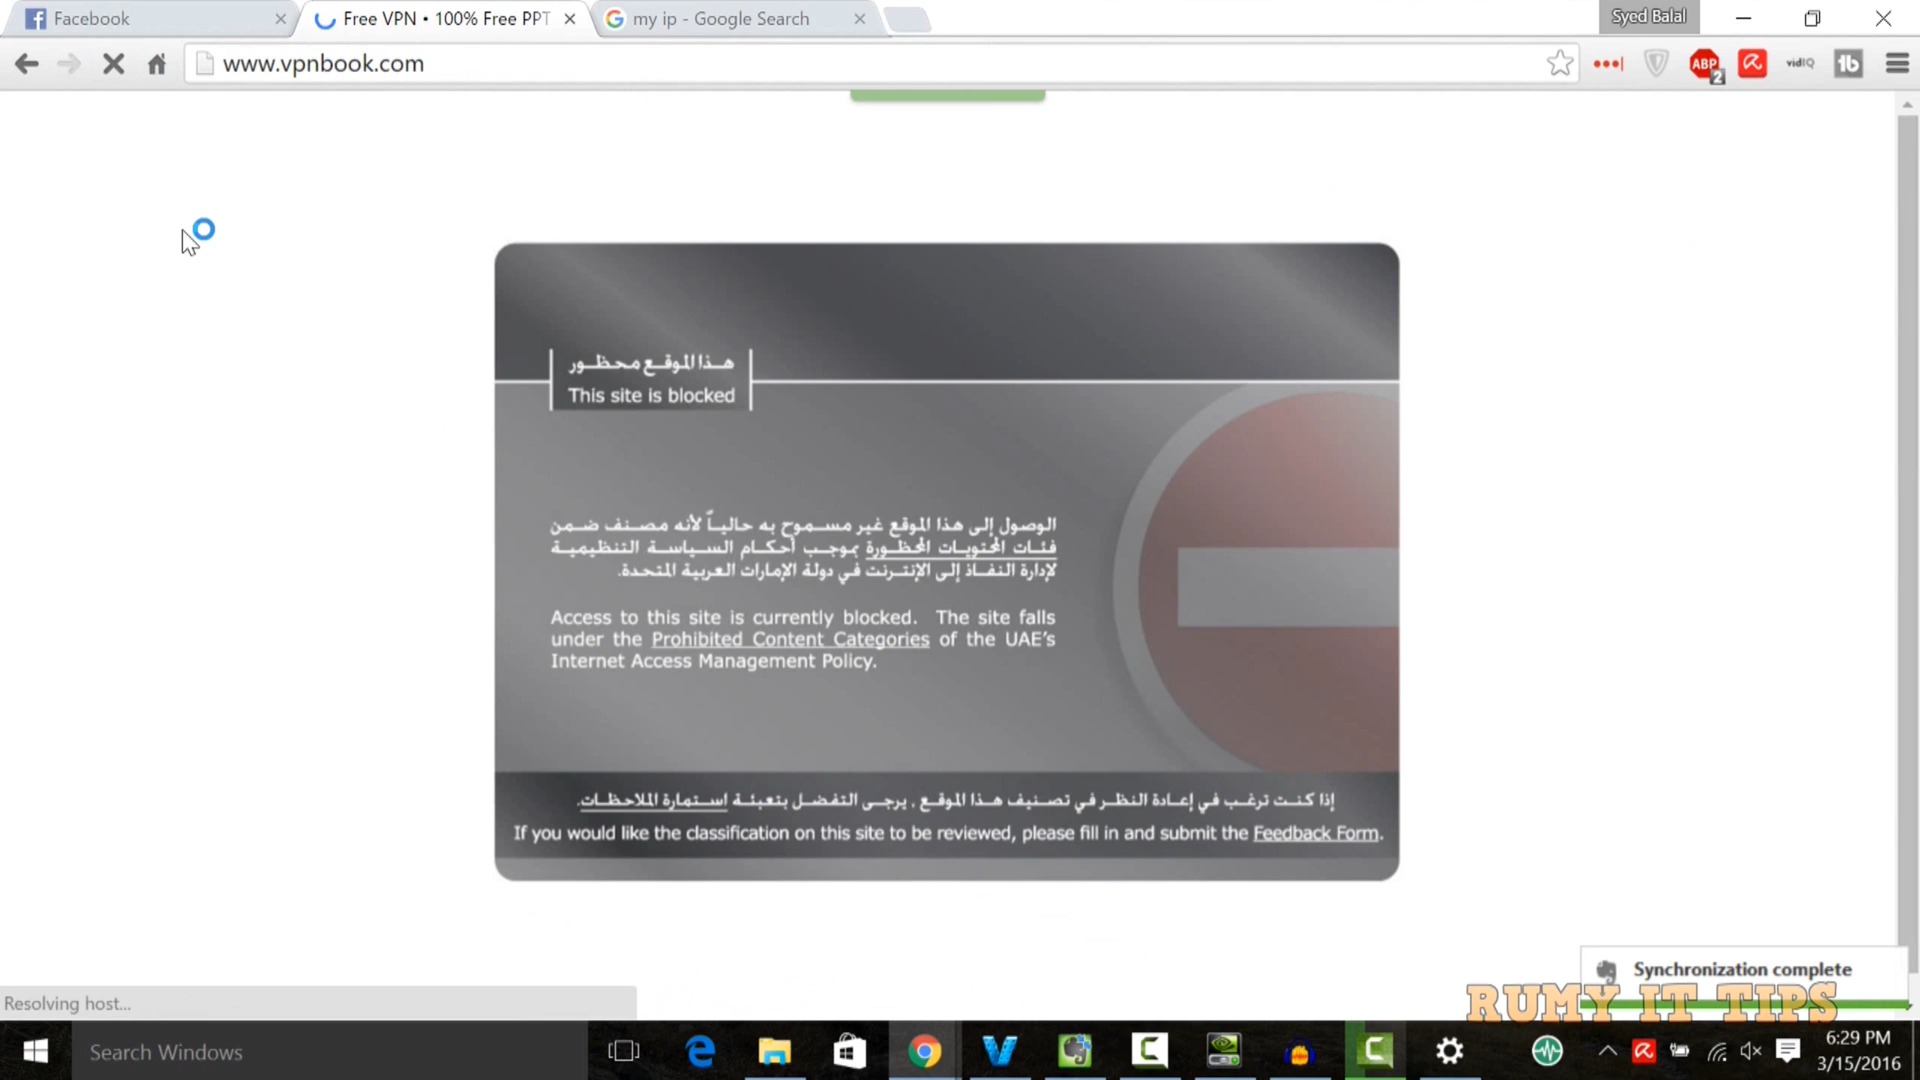 Facebook
Free VPN • 100% Free PPT
my ip - Google Search
Syed Balal
www.vpnbook.com
ABP
2
vidIQ
هذا الموقع محظور
This site is blocked
الوصول إلى هذا الموقع غير مسموح به حالياً لأنه مصنف ضمن
فئات المحتويات المحظورة بموجب أحكام السياسة التنظيمية
لإدارة النفاذ إلى الإنترنت في دولة الإمارات العربية المتحدة.
Access to this site is currently blocked. The site falls
under the Prohibited Content Categories of the UAE's
Internet Access Management Policy.
إذا كنت ترغب في إعادة النظر في تصنيف هذا الموقع، يرجى التفضل بتعبئة استمارة الملاحظات.
If you would like the classification on this site to be reviewed, please fill in and submit the Feedback Form.
Synchronization complete
Resolving host...
RUMY IT TIPS
Search Windows
6:29 PM
3/15/2016